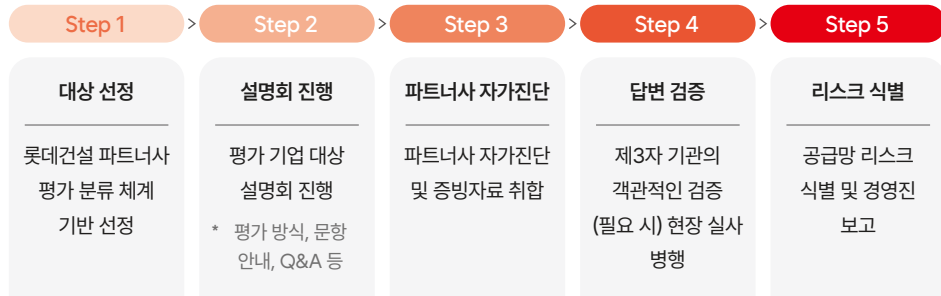 Step 1
>
Step 2
>
Step 3
>
Step 4
>
Step 5
대상 선정
롯데건설 파트너사
평가 분류 체계
기반 선정
설명회 진행
평가 기업 대상
설명회 진행
* 평가 방식, 문항
안내, Q&A 등
파트너사 자가진단
파트너사 자가진단
및 증빙자료 취합
답변 검증
제3자 기관의
객관적인 검증
(필요 시) 현장 실사
병행
리스크 식별
공급망 리스크
식별 및 경영진
보고